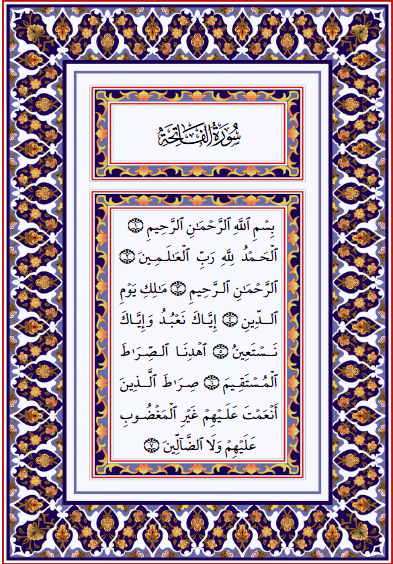 سُورَةُ الْفَاتِحَةِ
بِسْمِ ٱللَّهِ ٱلرَّحْمَٰنِ ٱلرَّحِيمِ ۝١
ٱلْحَمْدُ لِلَّهِ رَبِّ ٱلْعَٰلَمِينَ ۝٢
ٱلرَّحْمَٰنِ ٱلرَّحِيمِ ۝٣ مَٰلِكِ يَوْمِ
ٱلدِّينِ ۝٤ إِيَّاكَ نَعْبُدُ وَإِيَّاكَ
نَسْتَعِينُ ۝٥ ٱهْدِنَا ٱلصِّرَٰطَ
ٱلْمُسْتَقِيمَ ۝٦ صِرَٰطَ ٱلَّذِينَ
أَنْعَمْتَ عَلَيْهِمْ غَيْرِ ٱلْمَغْضُوبِ
عَلَيْهِمْ وَلَا ٱلضَّآلِّينَ ۝٧